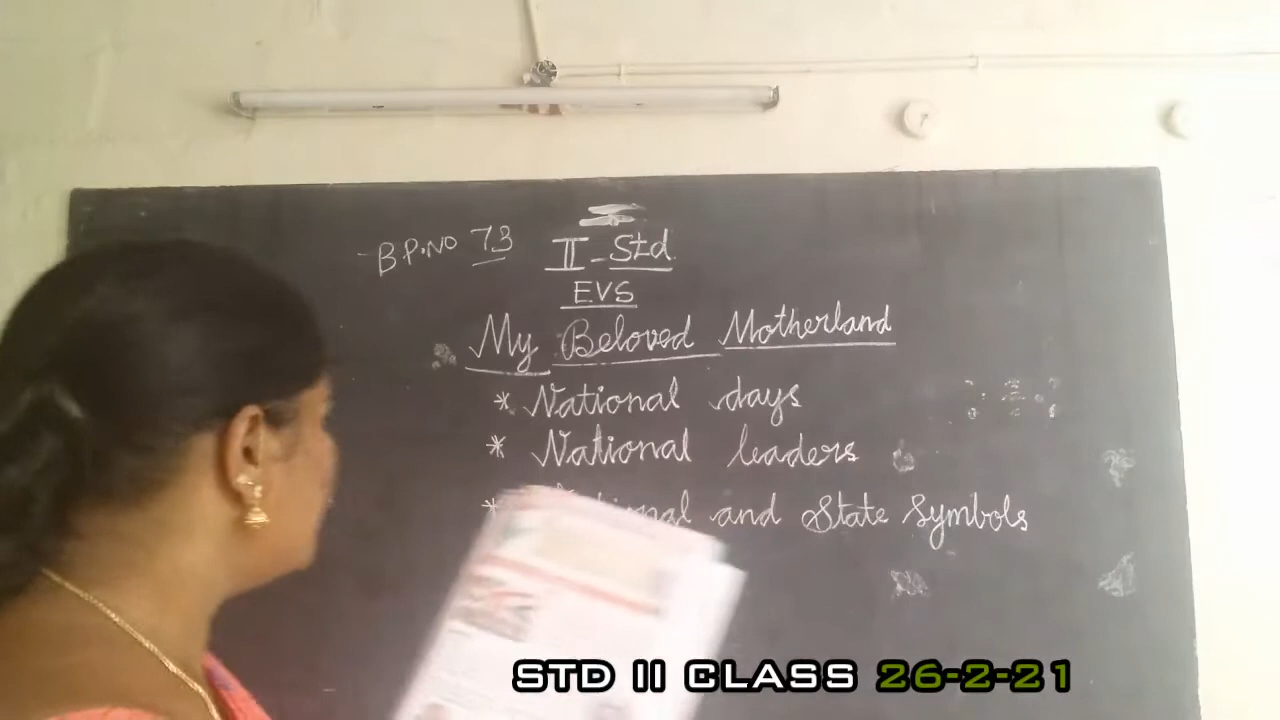 B.P.NO 73
II - Std.
EVS
My Beloved Motherland
* National days
* National leaders
* and State Symbols
STD II CLASS 26-2-21